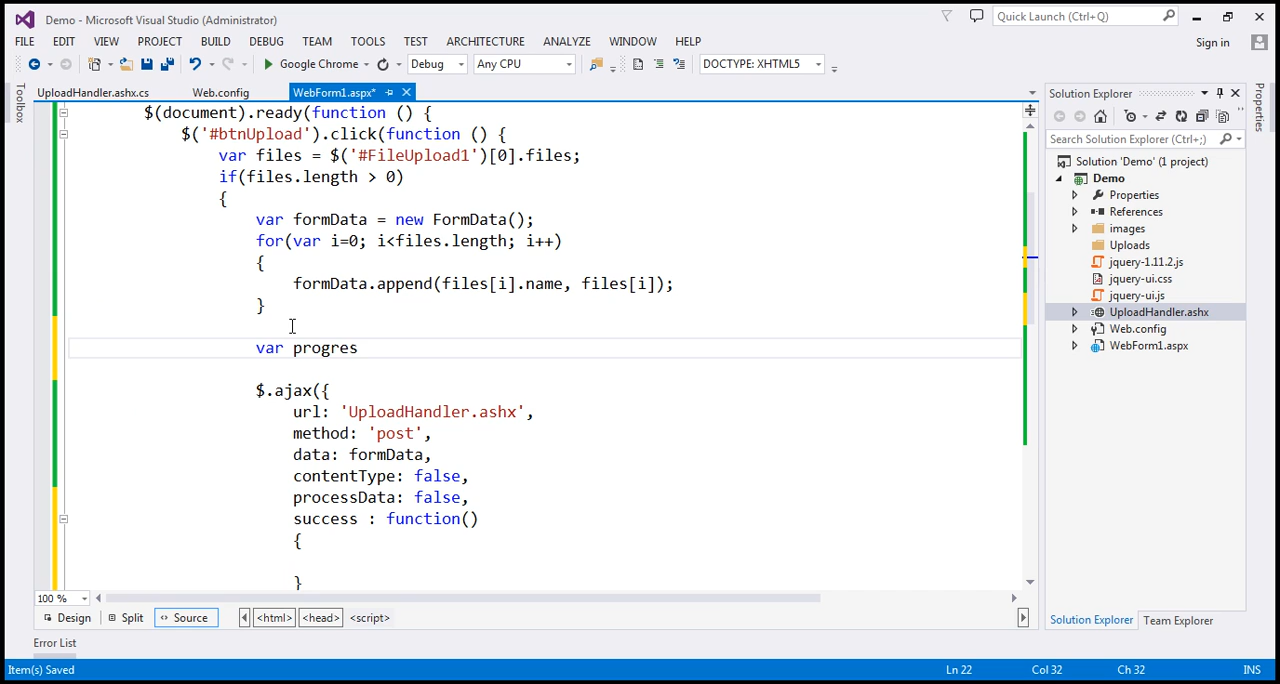 Demo - Microsoft Visual Studio (Administrator)
Quick Launch (Ctrl+Q)
FILE EDIT VIEW PROJECT BUILD DEBUG TEAM TOOLS TEST ARCHITECTURE ANALYZE WINDOW HELP
Sign in
Google Chrome Debug Any CPU DOCTYPE: XHTML5
Toolbox
UploadHandler.ashx.cs Web.config WebForm1.aspx*
$(document).ready(function () {
$('#btnUpload').click(function () {
var files = $('#FileUpload1')[0].files;
if(files.length > 0)
{
var formData = new FormData();
for(var i=0; i<files.length; i++)
{
formData.append(files[i].name, files[i]);
}
var progres
$.ajax({
url: 'UploadHandler.ashx',
method: 'post',
data: formData,
contentType: false,
processData: false,
success : function()
{
}
100 %
Design Split Source <html> <head> <script>
Error List
Solution Explorer
Search Solution Explorer (Ctrl+;)
Solution 'Demo' (1 project)
Demo
Properties
References
images
Uploads
jquery-1.11.2.js
jquery-ui.css
jquery-ui.js
UploadHandler.ashx
Web.config
WebForm1.aspx
Solution Explorer Team Explorer
Properties
Item(s) Saved Ln 22 Col 32 Ch 32 INS